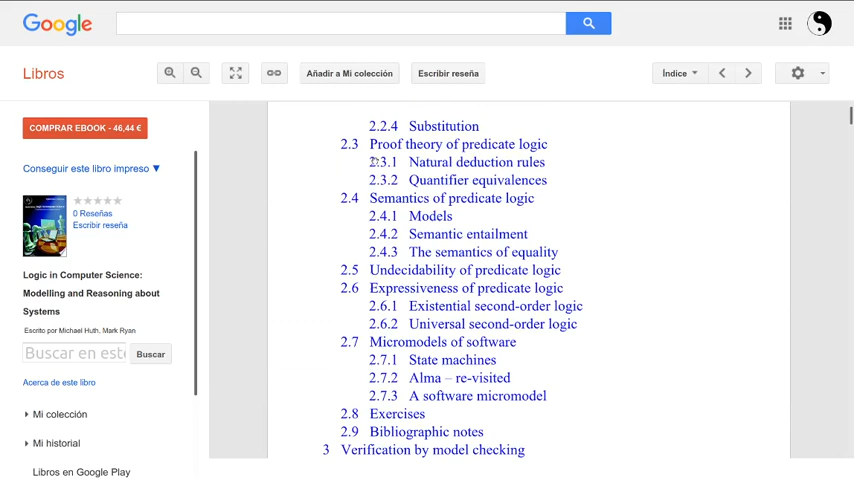 Google
Libros
Añadir a Mi colección
Escribir reseña
Índice
COMPRAR EBOOK - 46,44 €
Conseguir este libro impreso
0 Reseñas
Escribir reseña
Logic in Computer Science:
Modelling and Reasoning about
Systems
Escrito por Michael Huth, Mark Ryan
Buscar en este
Buscar
Acerca de este libro
Mi colección
Mi historial
Libros en Google Play
2.2.4 Substitution
2.3 Proof theory of predicate logic
2.3.1 Natural deduction rules
2.3.2 Quantifier equivalences
2.4 Semantics of predicate logic
2.4.1 Models
2.4.2 Semantic entailment
2.4.3 The semantics of equality
2.5 Undecidability of predicate logic
2.6 Expressiveness of predicate logic
2.6.1 Existential second-order logic
2.6.2 Universal second-order logic
2.7 Micromodels of software
2.7.1 State machines
2.7.2 Alma – re-visited
2.7.3 A software micromodel
2.8 Exercises
2.9 Bibliographic notes
3 Verification by model checking